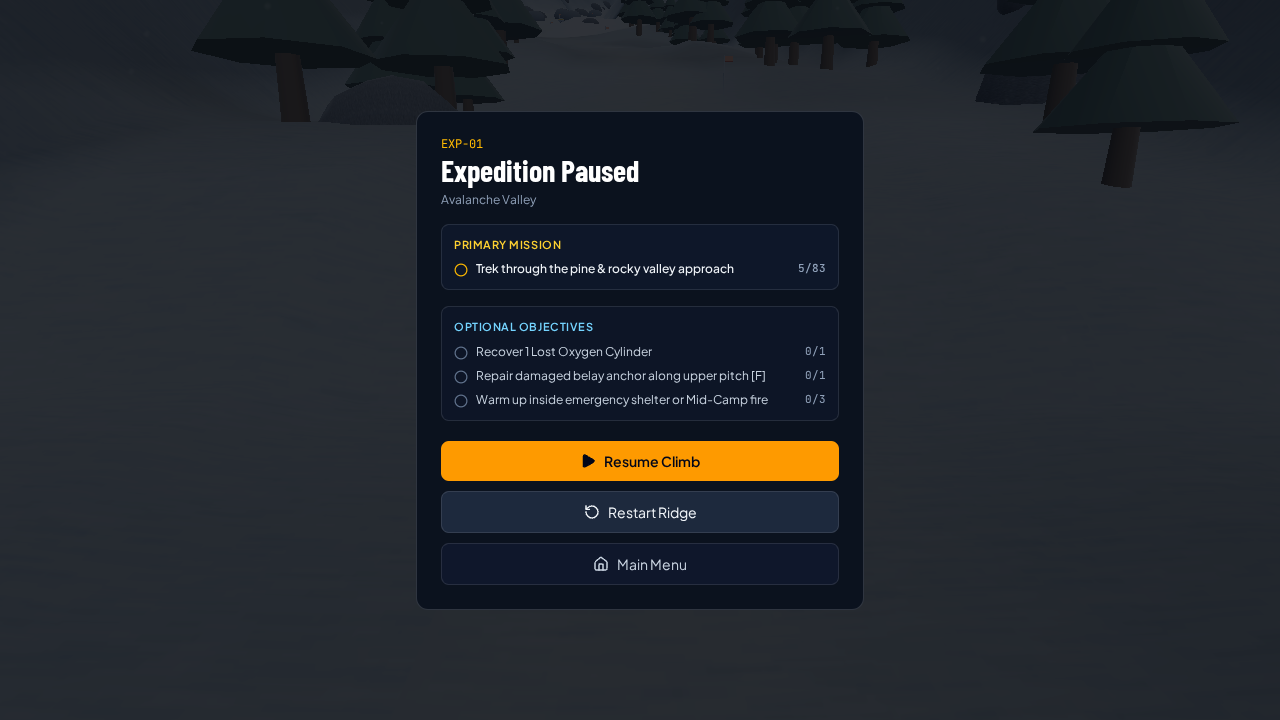 EXP-01
Expedition Paused
Avalanche Valley
PRIMARY MISSION
Trek through the pine & rocky valley approach 5/83
OPTIONAL OBJECTIVES
Recover 1 Lost Oxygen Cylinder 0/1
Repair damaged belay anchor along upper pitch [F] 0/1
Warm up inside emergency shelter or Mid-Camp fire 0/3
Resume Climb
Restart Ridge
Main Menu